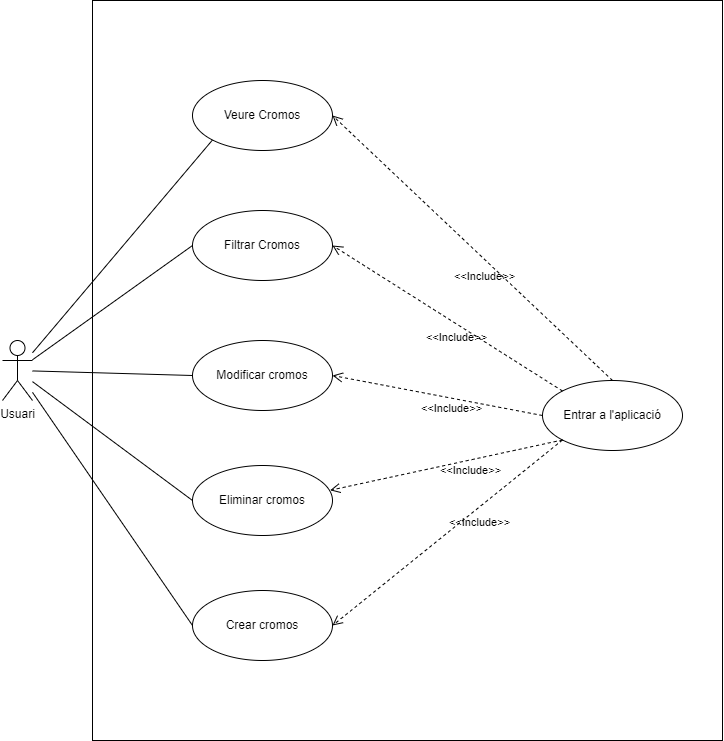 Veure Cromos
Filtrar Cromos
<<Include>>
<<Include>>
Modificar cromos
<<Include>>
Entrar a l'aplicació
Usuari
<<Include>>
Eliminar cromos
<<Include>>
Crear cromos